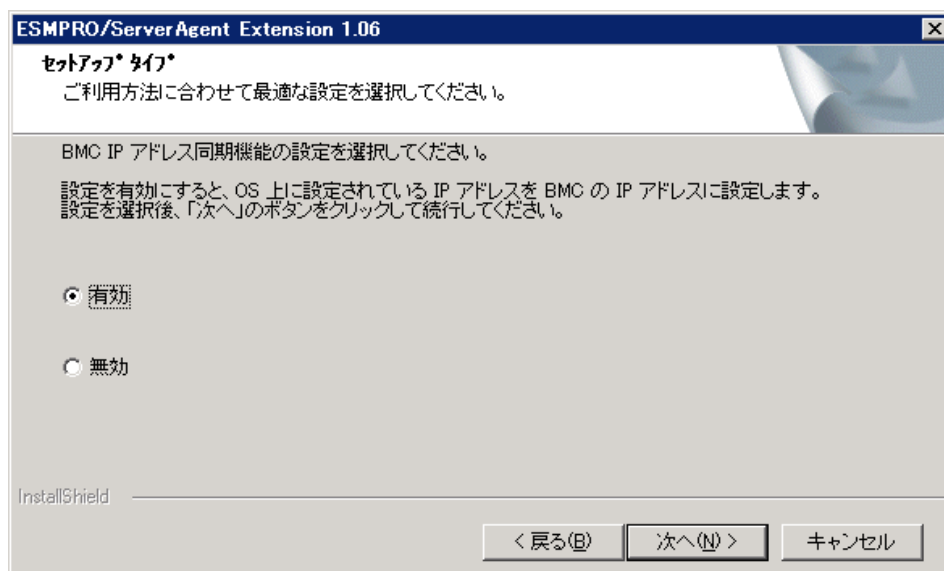 ESMPRO/ServerAgent Extension 1.06
ｾｯﾄｱｯﾌﾟ ﾀｲﾌﾟ
ご利用方法に合わせて最適な設定を選択してください。
BMC IP アドレス同期機能の設定を選択してください。
設定を有効にすると、OS 上に設定されている IP アドレスを BMC の IP アドレスに設定します。
設定を選択後、「次へ」のボタンをクリックして続行してください。
有効
無効
InstallShield
< 戻る(B)
次へ(N) >
キャンセル